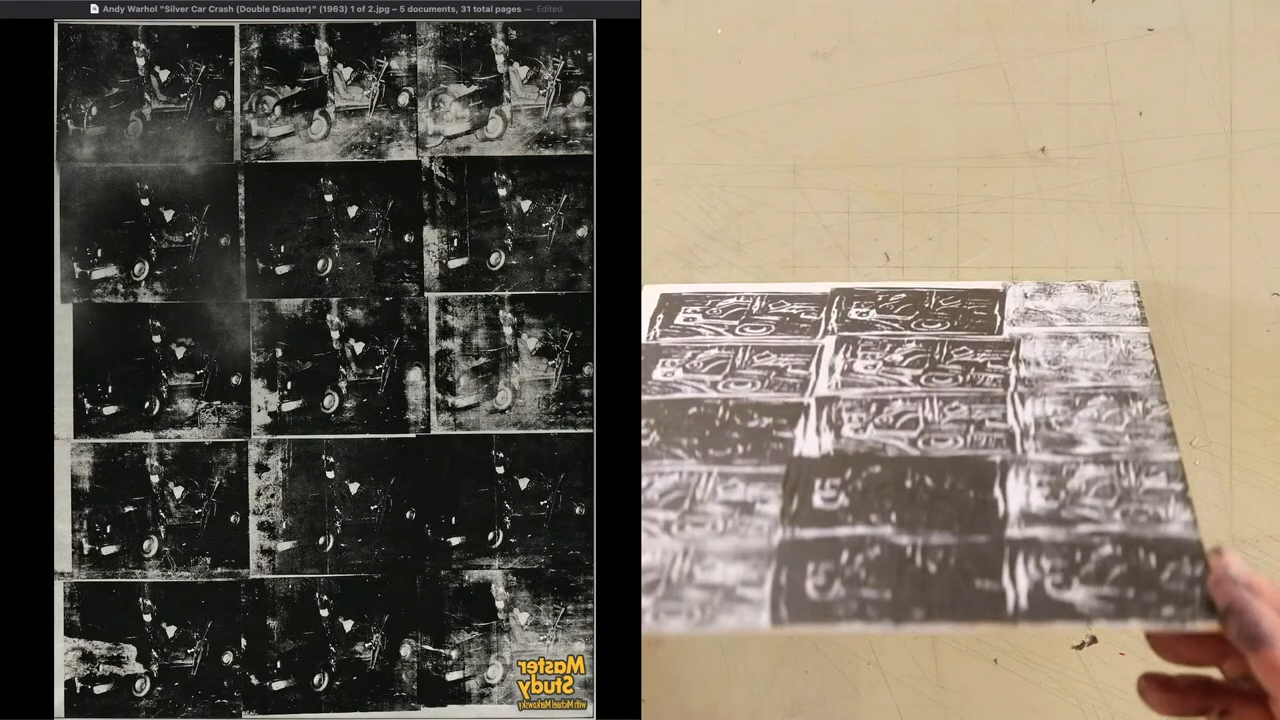 Andy Warhol "Silver Car Crash (Double Disaster)" (1963) 1 of 2.jpg – 5 documents, 31 total pages — Edited
Master
Study
with Michael Markowsky